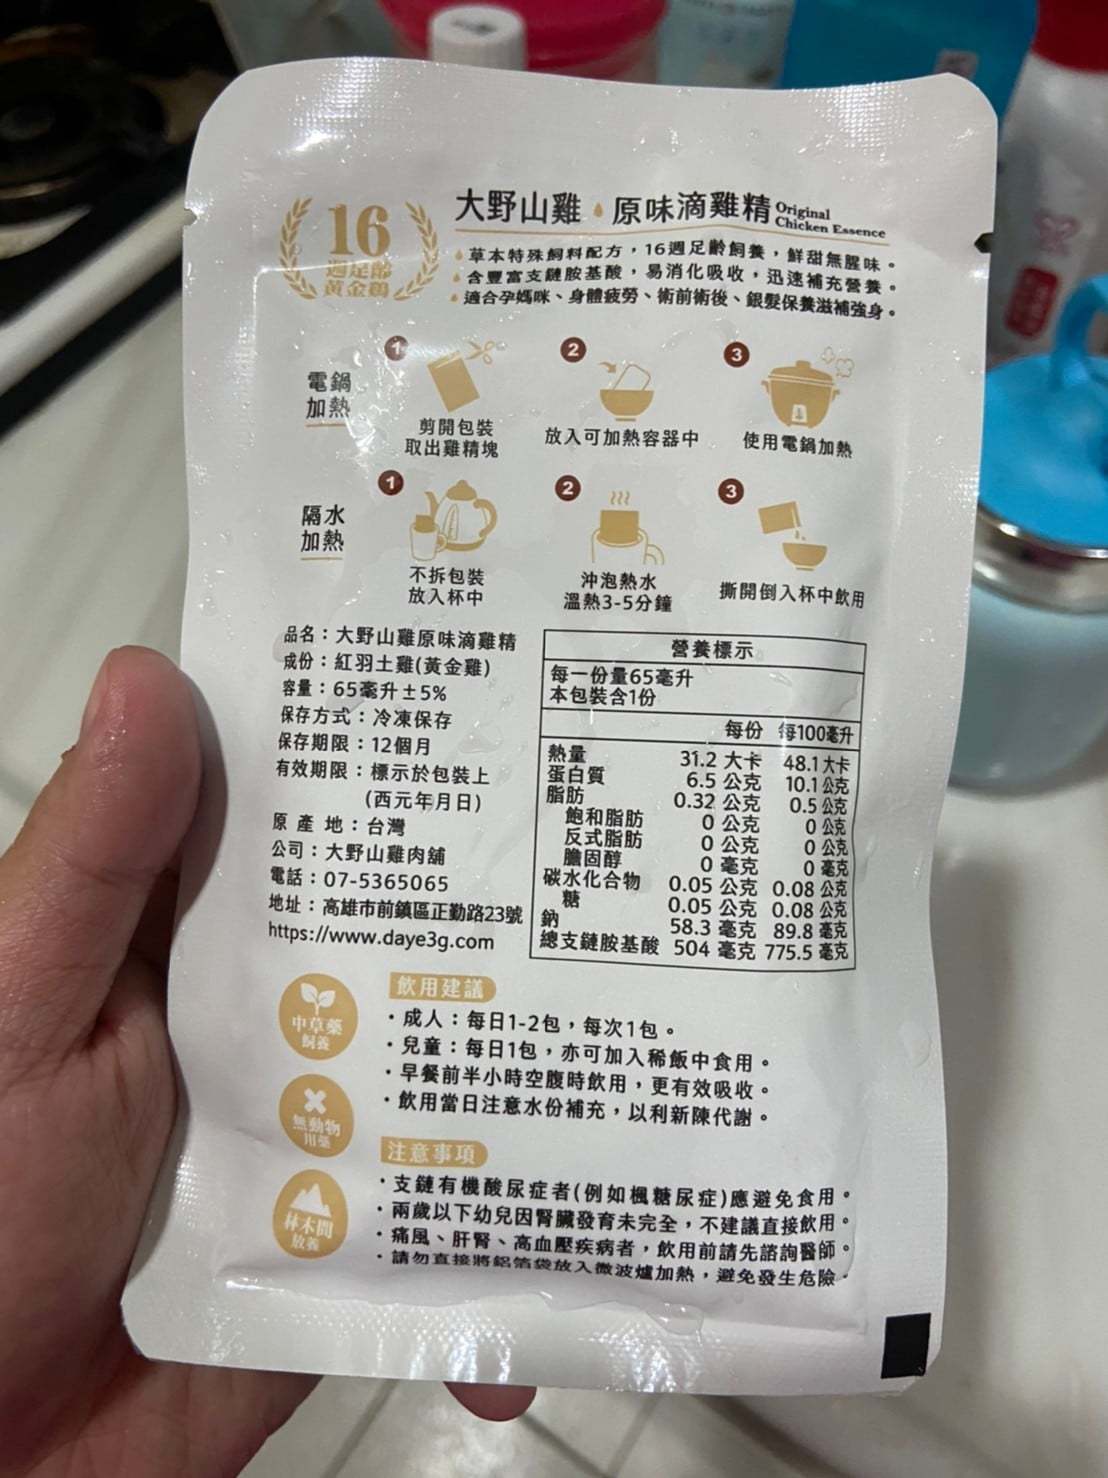 16
週足齡
黃金鷄
大野山雞 原味滴雞精 Original Chicken Essence
草本特殊飼料配方，16週足齡飼養，鮮甜無腥味。
含豐富支鏈胺基酸，易消化吸收，迅速補充營養。
適合孕媽咪、身體疲勞、術前術後、銀髮保養滋補強身。
電鍋
加熱
1
剪開包裝
取出雞精塊
2
放入可加熱容器中
3
使用電鍋加熱
隔水
加熱
1
不拆包裝
放入杯中
2
沖泡熱水
溫熱3-5分鐘
3
撕開倒入杯中飲用
品名：大野山雞原味滴雞精
成份：紅羽土雞(黃金雞)
容量：65毫升±5%
保存方式：冷凍保存
保存期限：12個月
有效期限：標示於包裝上
(西元年月日)
原產地：台灣
公司：大野山雞肉舖
電話：07-5365065
地址：高雄市前鎮區正勤路23號
https://www.daye3g.com
營養標示
每一份量65毫升
本包裝含1份
每份 每100毫升
熱量 31.2 大卡 48.1 大卡
蛋白質 6.5 公克 10.1 公克
脂肪 0.32 公克 0.5 公克
飽和脂肪 0 公克 0 公克
反式脂肪 0 公克 0 公克
膽固醇 0 毫克 0 毫克
碳水化合物 0.05 公克 0.08 公克
糖 0.05 公克 0.08 公克
鈉 58.3 毫克 89.8 毫克
總支鏈胺基酸 504 毫克 775.5 毫克
中草藥
飼養
無動物
用藥
林木間
放養
飲用建議
・成人：每日1-2包，每次1包。
・兒童：每日1包，亦可加入稀飯中食用。
・早餐前半小時空腹時飲用，更有效吸收。
・飲用當日注意水份補充，以利新陳代謝。
注意事項
・支鏈有機酸尿症者(例如楓糖尿症)應避免食用。
・兩歲以下幼兒因腎臟發育未完全，不建議直接飲用。
・痛風、肝腎、高血壓疾病者，飲用前請先諮詢醫師。
・請勿直接將鋁箔袋放入微波爐加熱，避免發生危險。